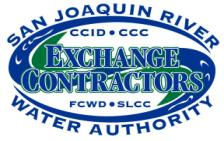 SAN JOAQUIN RIVER
CCID • CCC
EXCHANGE
CONTRACTORS
FCWD • SLCC
WATER AUTHORITY